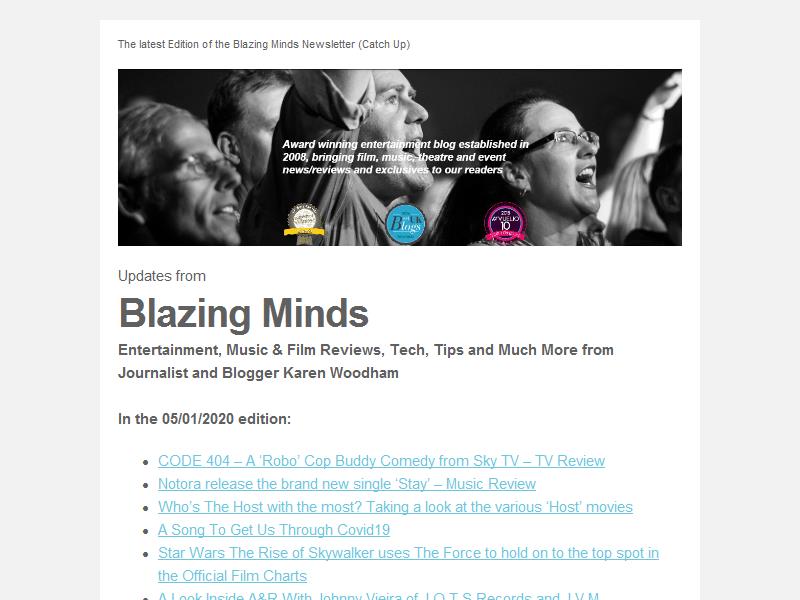 The latest Edition of the Blazing Minds Newsletter (Catch Up)
Award winning entertainment blog established in
2008, bringing film, music, theatre and event
news/reviews and exclusives to our readers
UK
Blogs
VUELIO
10
Updates from
Blazing Minds
Entertainment, Music & Film Reviews, Tech, Tips and Much More from
Journalist and Blogger Karen Woodham
In the 05/01/2020 edition:
CODE 404 – A ‘Robo’ Cop Buddy Comedy from Sky TV – TV Review
Notora release the brand new single ‘Stay’ – Music Review
Who’s The Host with the most? Taking a look at the various ‘Host’ movies
A Song To Get Us Through Covid19
Star Wars The Rise of Skywalker uses The Force to hold on to the top spot in
the Official Film Charts
A Look Inside A&R With Johnny Vieira of J.O.T.S Records and J.V.M